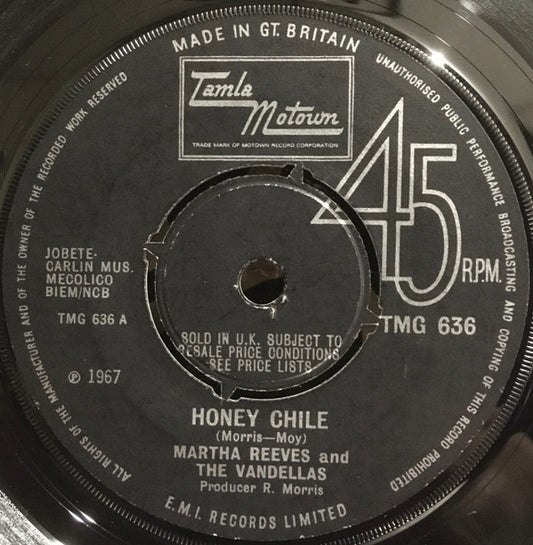 MADE IN GT. BRITAIN
UNAUTHORISED PUBLIC PERFORMANCE BROADCASTING AND COPYING OF THIS RECORD PROHIBITED
ALL RIGHTS OF THE MANUFACTURER AND OF THE OWNER OF THE RECORDED WORK RESERVED
Tamla
Motown
TRADE MARK OF MOTOWN RECORD CORPORATION
45
R.P.M.
JOBETE-
CARLIN MUS.
MECOLICO
BIEM/NCB
TMG 636 A
TMG 636
℗ 1967
SOLD IN U.K. SUBJECT TO
RESALE PRICE CONDITIONS,
SEE PRICE LISTS
HONEY CHILE
(Morris—Moy)
MARTHA REEVES and
THE VANDELLAS
Producer R. Morris
E.M.I. RECORDS LIMITED